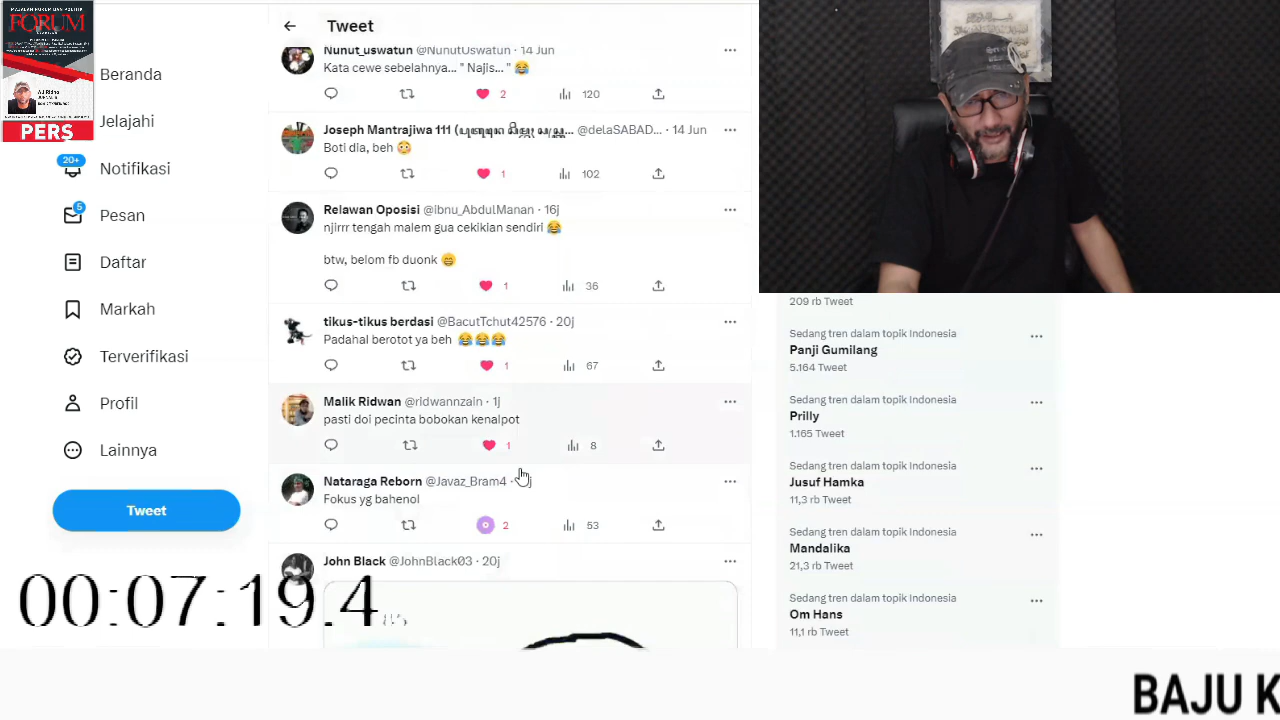 MAJALAH HUKUM DAN POLITIK
FORUM
PERS
Tweet
Beranda
Jelajahi
20+
Notifikasi
5
Pesan
Daftar
Markah
Terverifikasi
Profil
Lainnya
Tweet
Nunut_uswatun @NunutUswatun · 14 Jun
Kata cewe sebelahnya... " Najis... " 😂
2 120
Joseph Mantrajiwa 111 ( @delaSABAD... · 14 Jun
Boti dia, beh 😳
1 102
Relawan Oposisi @ibnu_AbdulManan · 16j
njirrr tengah malem gua cekikian sendiri 😂
btw, belom fb duonk 😁
1 36
tikus-tikus berdasi @BacutTchut42576 · 20j
Padahal berotot ya beh 😂😂😂
1 67
Malik Ridwan @ridwannzain · 1j
pasti doi pecinta bobokan kenalpot
1 8
Nataraga Reborn @Javaz_Bram4 · j
Fokus yg bahenol
2 53
John Black @JohnBlack03 · 20j
209 rb Tweet
Sedang tren dalam topik Indonesia
Panji Gumilang
5.164 Tweet
Sedang tren dalam topik Indonesia
Prilly
1.165 Tweet
Sedang tren dalam topik Indonesia
Jusuf Hamka
11,3 rb Tweet
Sedang tren dalam topik Indonesia
Mandalika
21,3 rb Tweet
Sedang tren dalam topik Indonesia
Om Hans
11,1 rb Tweet
00:07:19.4
BAJU K